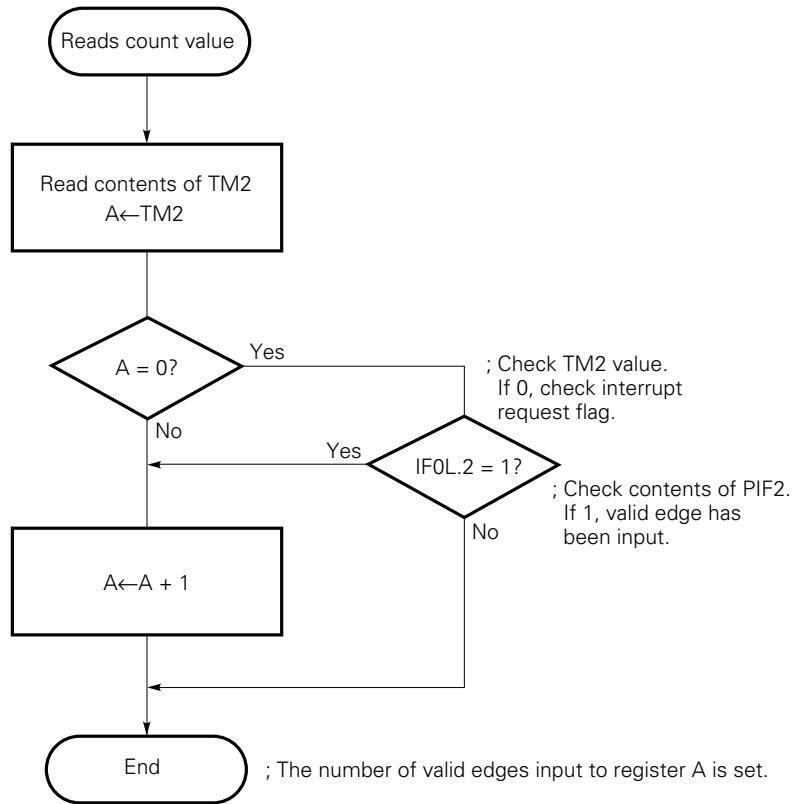 Reads count value
Read contents of TM2
A←TM2
A = 0?
Yes
; Check TM2 value.
If 0, check interrupt
request flag.
No
Yes
IF0L.2 = 1?
; Check contents of PIF2.
If 1, valid edge has
been input.
No
A←A + 1
End
; The number of valid edges input to register A is set.